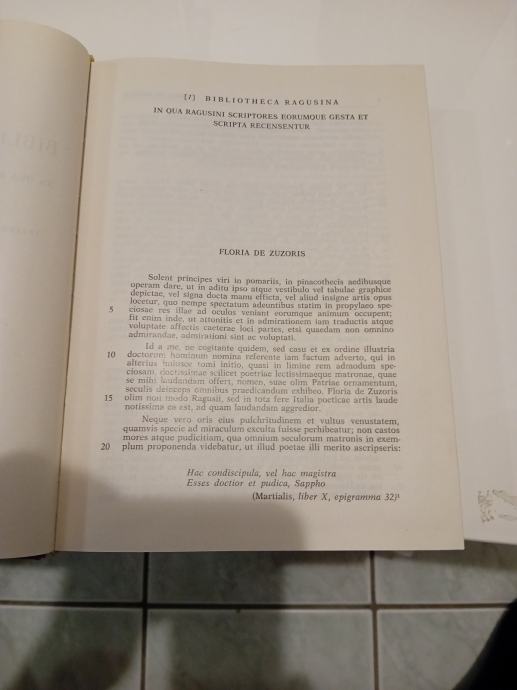 [1] BIBLIOTHECA RAGUSINA
IN QUA RAGUSINI SCRIPTORES EORUMQUE GESTA ET
SCRIPTA RECENSENTUR
FLORIA DE ZUZORIS
Solent principes viri in pomariis, in pinacothecis aedibusque
operam dare, ut in aditu ipso atque vestibulo vel tabulae graphice
depictae, vel signa docta manu efficta, vel aliud insigne artis opus
locetur, quo nempe spectatum adeuntibus statim in propylaeo spe-
5 ciosae res illae ad oculos veniant eorumque animum occupent;
fit enim inde, ut attonitis et in admirationem iam traductis atque
voluptate affectis caeterae loci partes, etsi quaedam non omnino
admirandae, admirationi sint ac voluptati.
Id a me, ne cogitante quidem, sed casu et ex ordine illustria
10 doctorum hominum nomina referente iam factum adverto, qui in
alterius huiusce tomi initio, quasi in limine rem admodum spe-
ciosam, doctissimae scilicet poetriae lectissimaeque matronae, quae
se mihi laudandam offert, nomen, suae olim Patriae ornamentum,
seculis deinceps omnibus praedicandum exhibeo. Floria de Zuzoris
15 olim non modo Ragusii, sed in tota fere Italia poeticae artis laude
notissima ea est, ad quam laudandam aggredior.
Neque vero oris eius pulchritudinem et vultus venustatem,
quamvis specie ad miraculum exculta fuisse perhibeatur; non castos
mores atque pudicitiam, qua omnium seculorum matronis in exem-
20 plum proponenda videbatur, ut illud poetae illi merito ascripseris:
Hac condiscipula, vel hac magistra
Esses doctior et pudica, Sappho
(Martialis, liber X, epigramma 32)¹